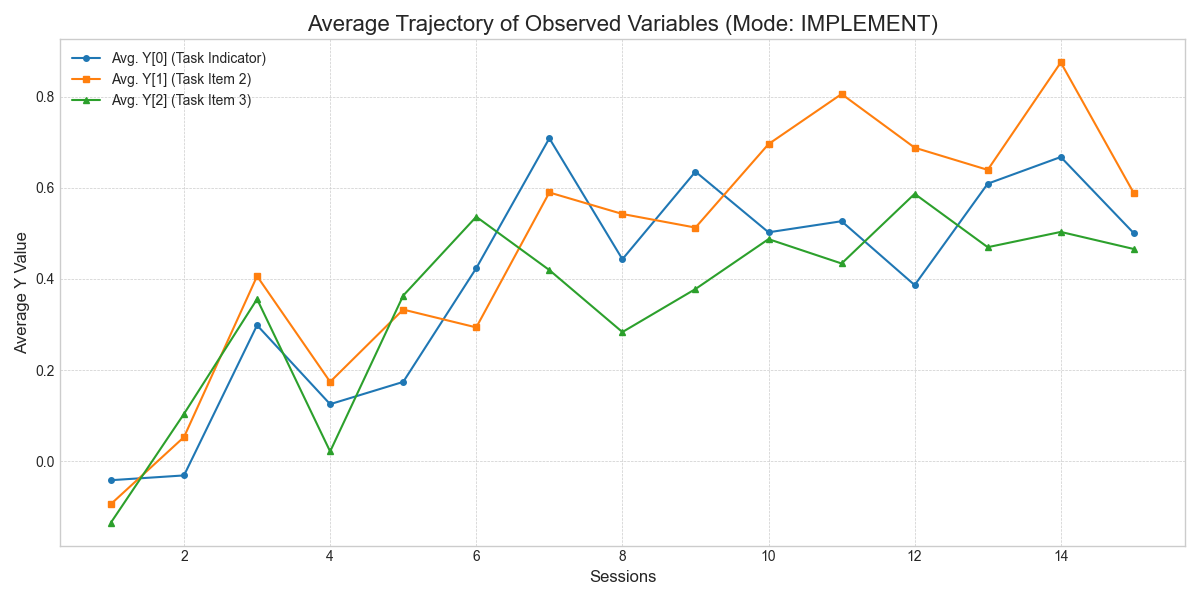 Average Trajectory of Observed Variables (Mode: IMPLEMENT)
Avg. Y[0] (Task Indicator)
Avg. Y[1] (Task Item 2)
Avg. Y[2] (Task Item 3)
Average Y Value
0.8
0.6
0.4
0.2
0.0
2 4 6 8 10 12 14
Sessions